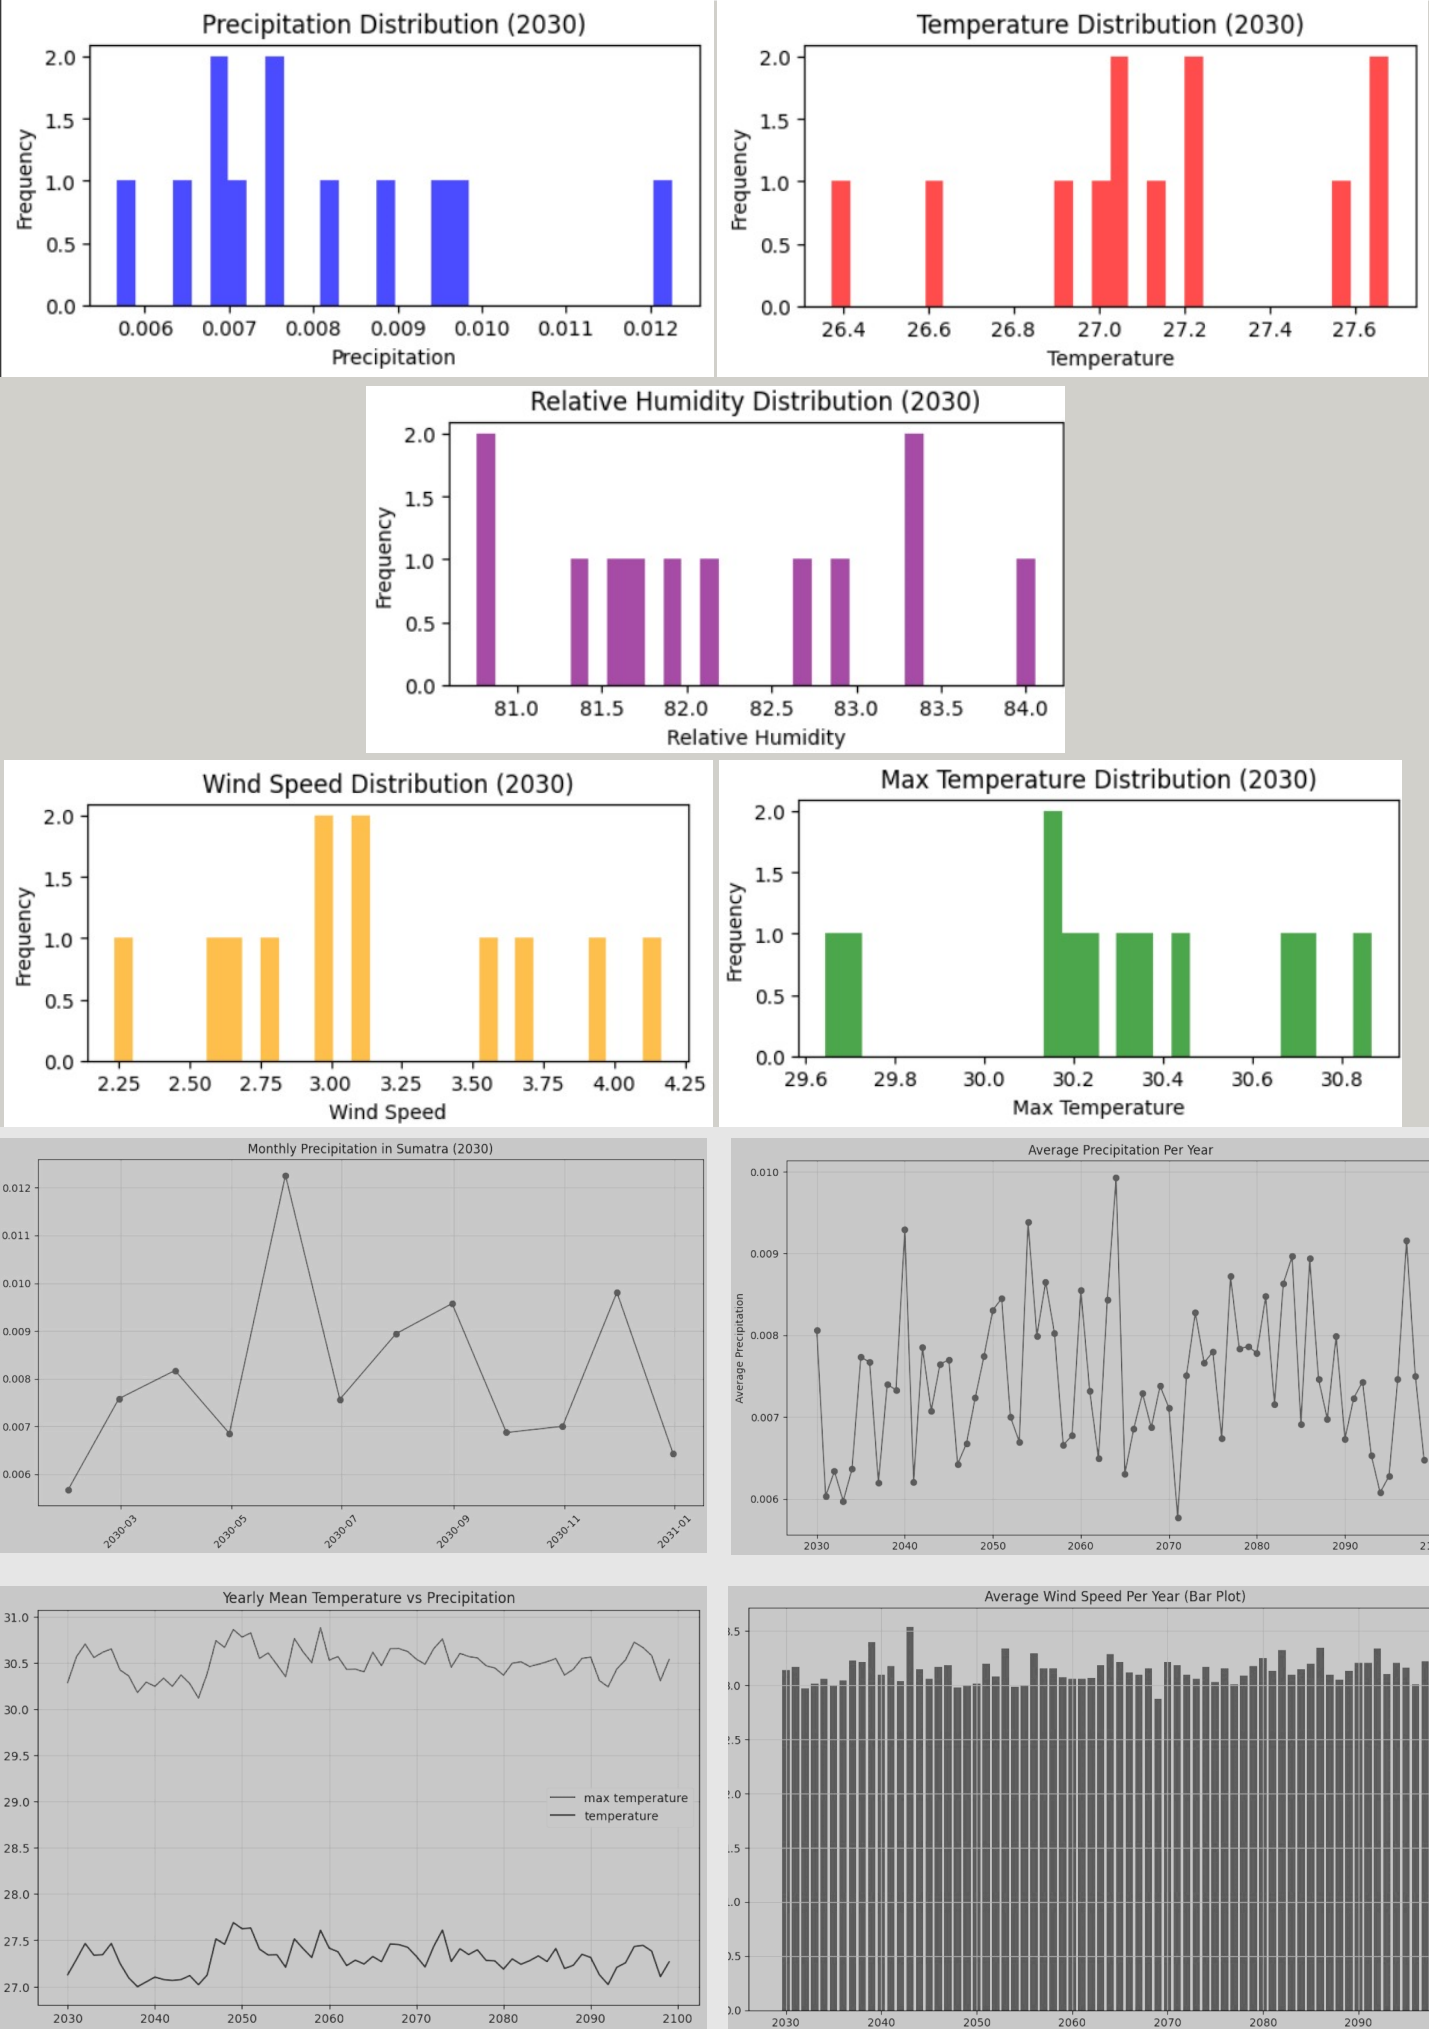 Precipitation Distribution (2030)
2.0
1.5
1.0
0.5
0.0
Frequency
0.006 0.007 0.008 0.009 0.010 0.011 0.012
Precipitation
Temperature Distribution (2030)
2.0
1.5
1.0
0.5
0.0
Frequency
26.4 26.6 26.8 27.0 27.2 27.4 27.6
Temperature
Relative Humidity Distribution (2030)
2.0
1.5
1.0
0.5
0.0
Frequency
81.0 81.5 82.0 82.5 83.0 83.5 84.0
Relative Humidity
Wind Speed Distribution (2030)
2.0
1.5
1.0
0.5
0.0
Frequency
2.25 2.50 2.75 3.00 3.25 3.50 3.75 4.00 4.25
Wind Speed
Max Temperature Distribution (2030)
2.0
1.5
1.0
0.5
0.0
Frequency
29.6 29.8 30.0 30.2 30.4 30.6 30.8
Max Temperature
Monthly Precipitation in Sumatra (2030)
0.012
0.011
0.010
0.009
0.008
0.007
0.006
2030-03 2030-05 2030-07 2030-09 2030-11 2031-01
Average Precipitation Per Year
0.010
0.009
0.008
0.007
0.006
Average Precipitation
2030 2040 2050 2060 2070 2080 2090
Yearly Mean Temperature vs Precipitation
31.0
30.5
30.0
29.5
29.0
28.5
28.0
27.5
27.0
max temperature
temperature
2030 2040 2050 2060 2070 2080 2090 2100
Average Wind Speed Per Year (Bar Plot)
2030 2040 2050 2060 2070 2080 2090